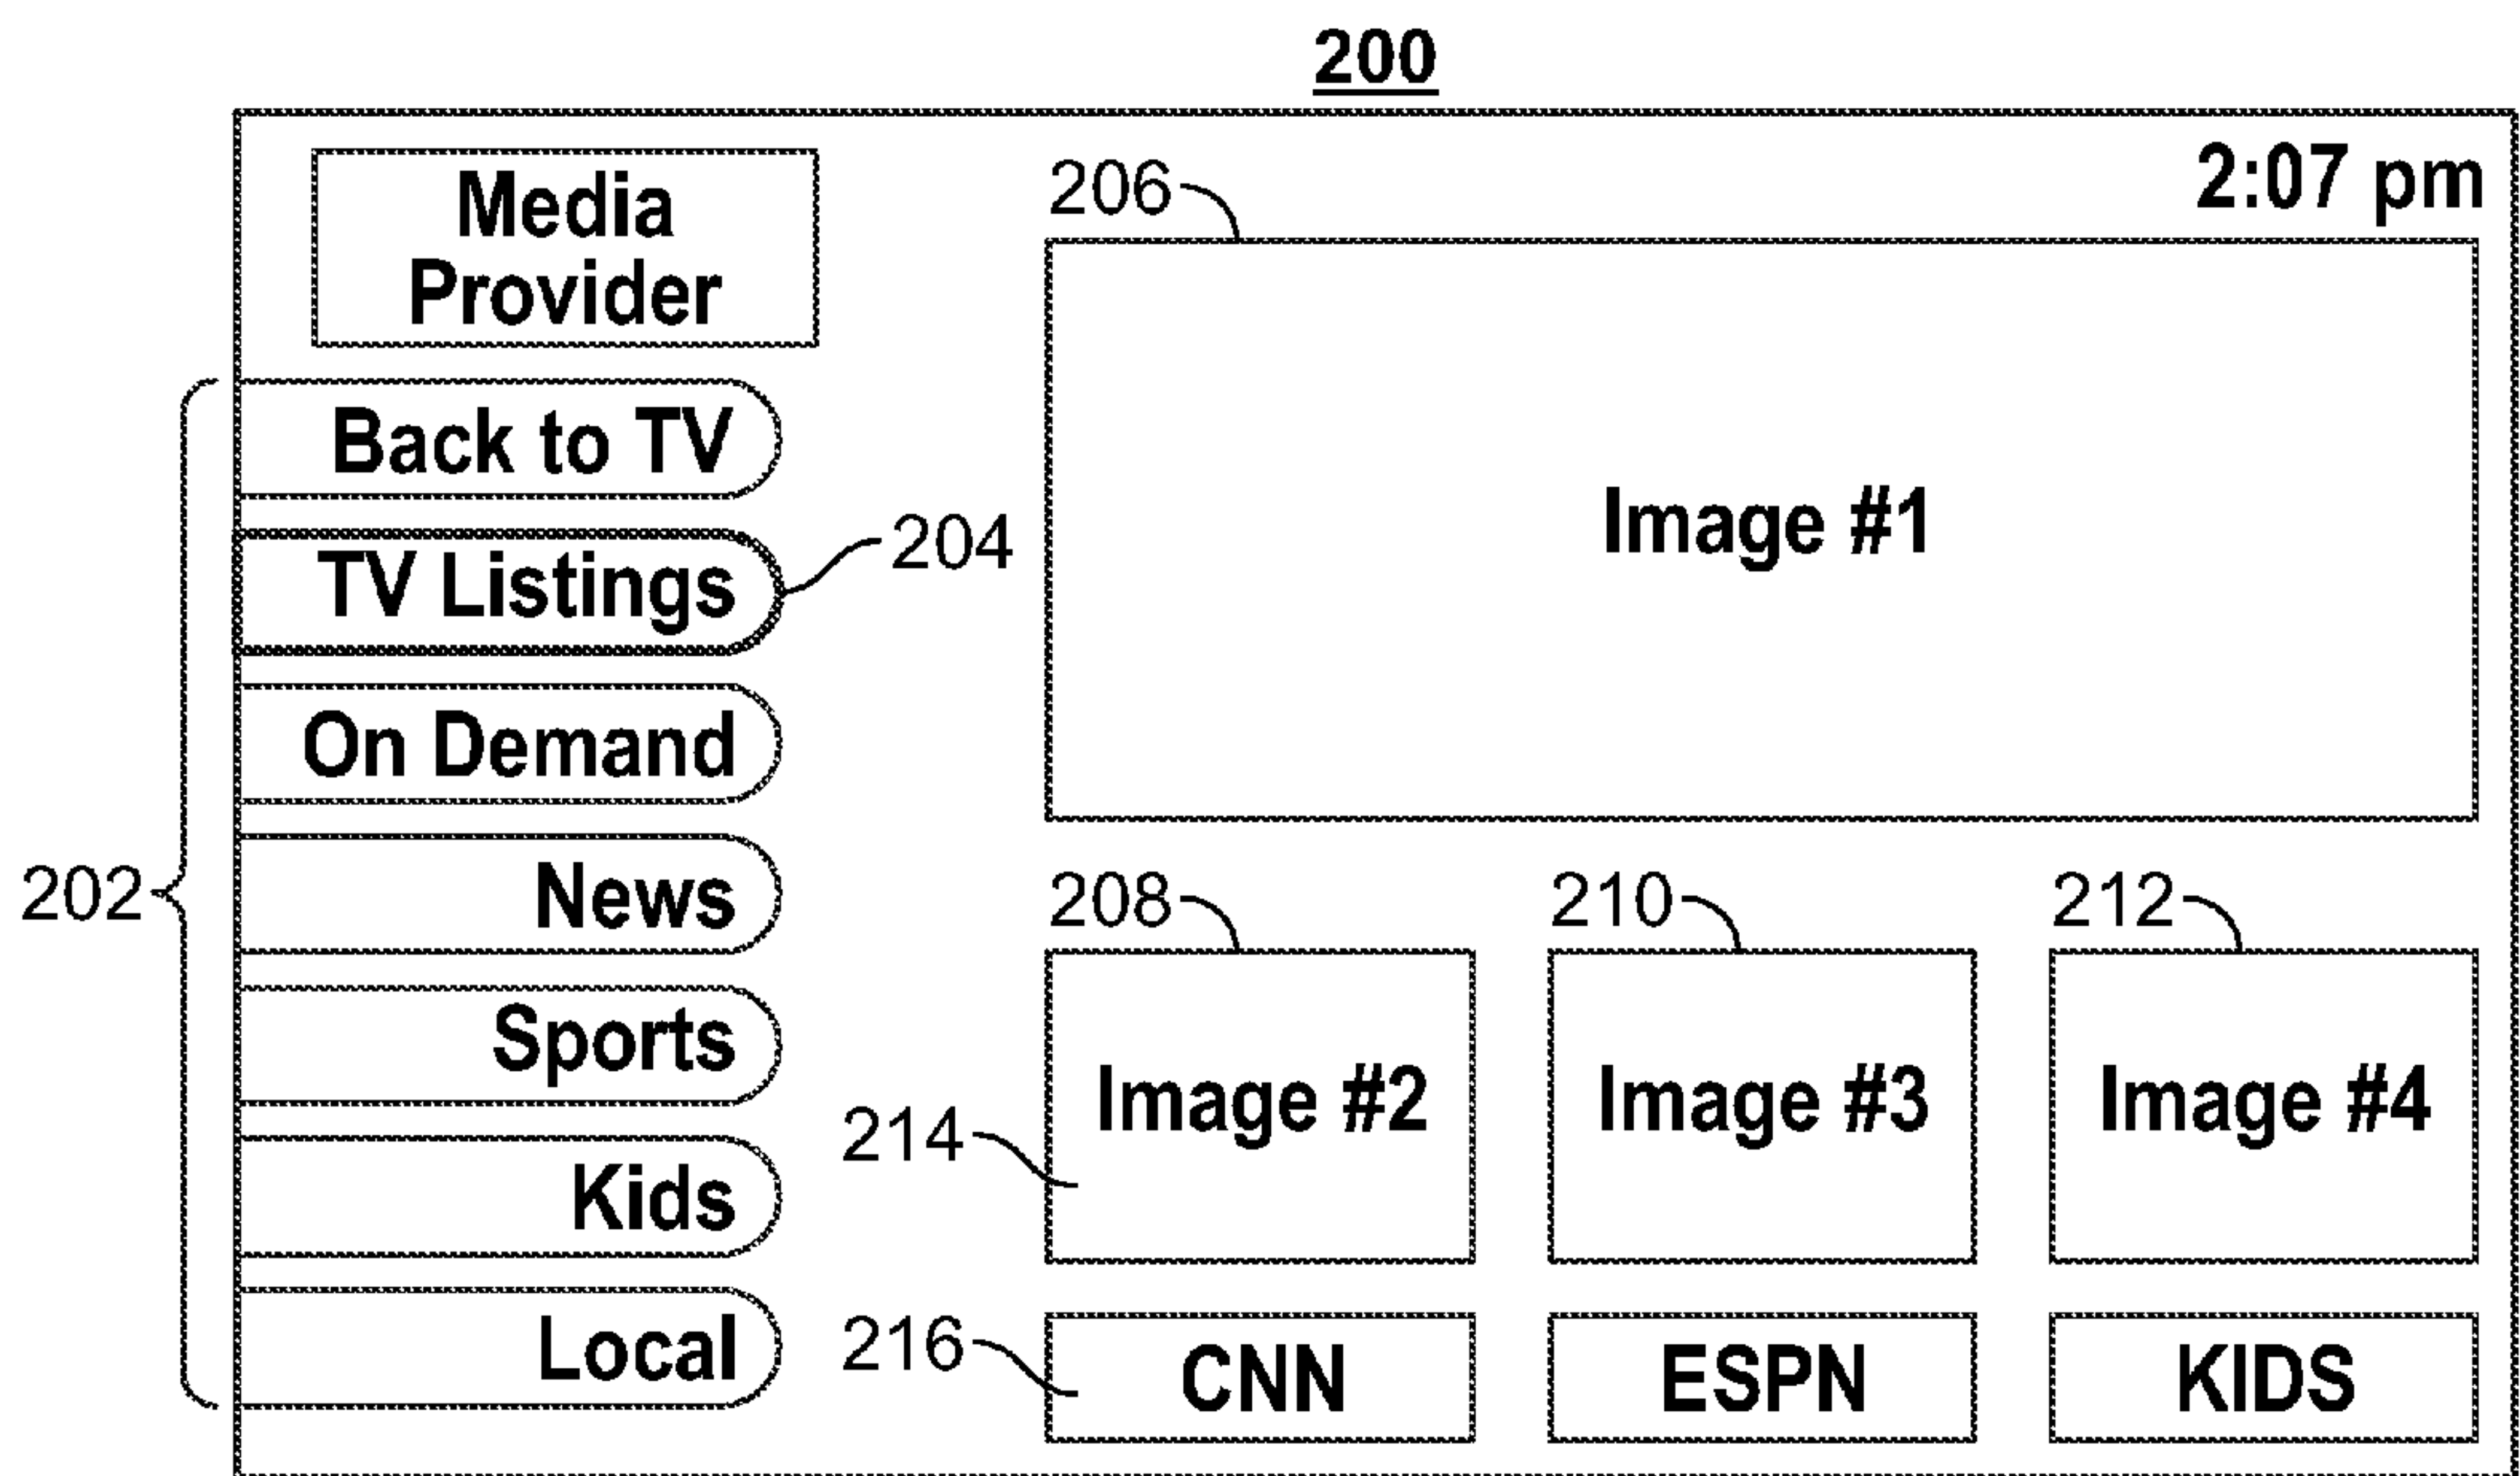 200
2:07 pm
Media
Provider
206
Image #1
202
Back to TV
TV Listings
204
On Demand
News
Sports
Kids
Local
208
210
212
Image #2
Image #3
Image #4
214
216
CNN
ESPN
KIDS